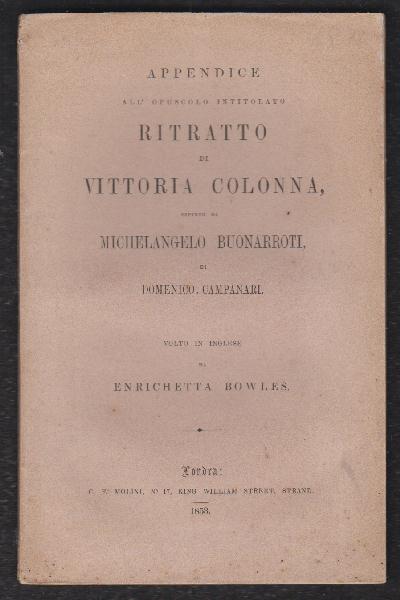 APPENDICE
ALL' OPUSCOLO INTITOLATO
RITRATTO
DI
VITTORIA COLONNA,
DIPINTO DA
MICHELANGELO BUONARROTI,
DI
DOMENICO CAMPANARI.
VOLTO IN INGLESE
DA
ENRICHETTA BOWLES.
Londra:
C. F. MOLINI, No 17, KING WILLIAM STREET, STRAND.
1853.